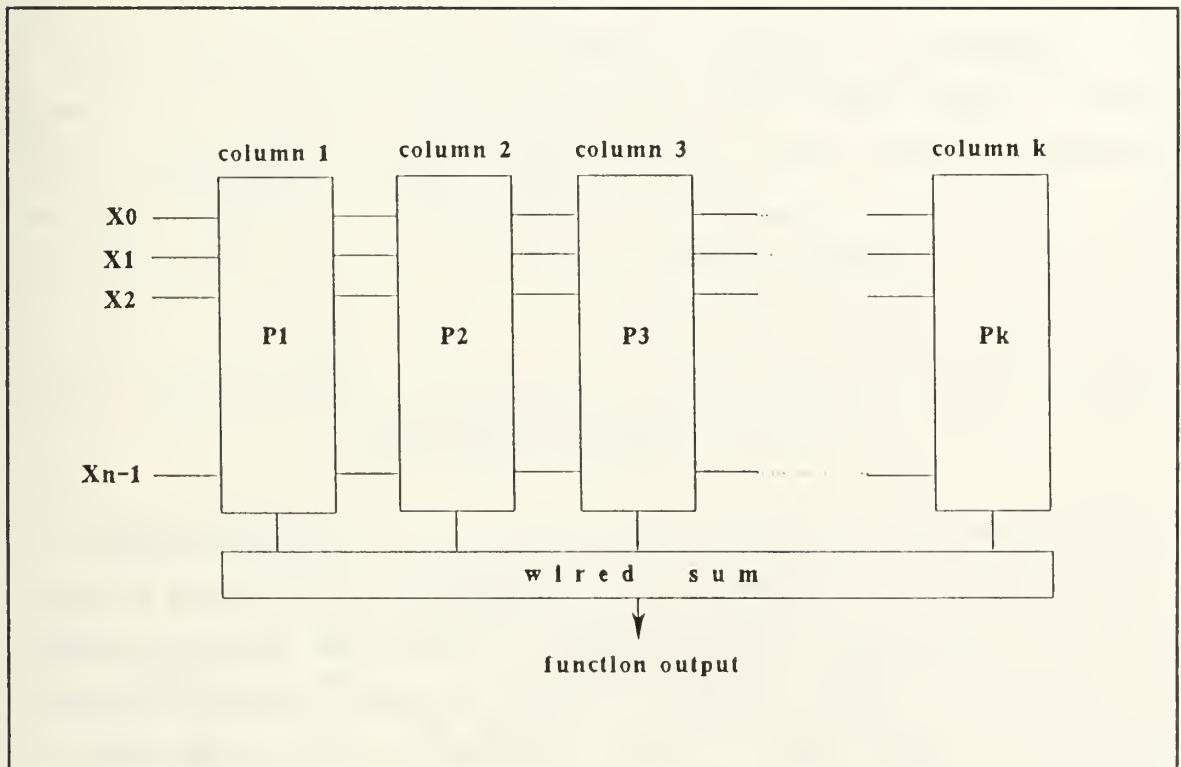 column 1 column 2 column 3 column k
X0
X1
X2
P1 P2 P3 Pk
Xn-1
wired sum
function output